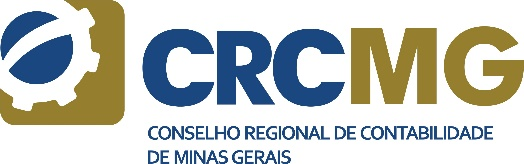 CRCMG
CONSELHO REGIONAL DE CONTABILIDADE
DE MINAS GERAIS